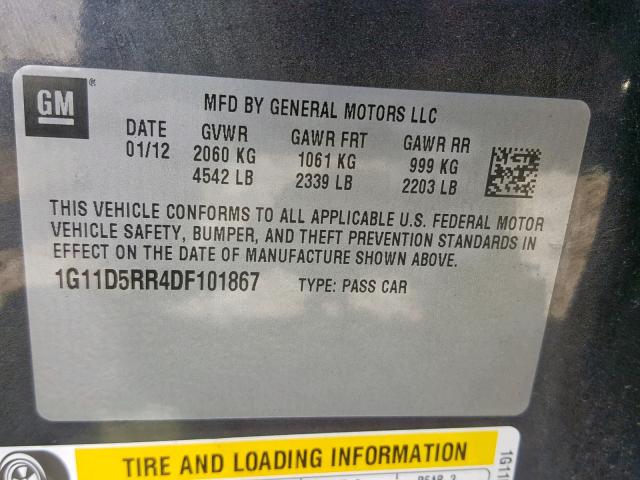 GM ®
MFD BY GENERAL MOTORS LLC
DATE GVWR GAWR FRT GAWR RR
01/12 2060 KG 1061 KG 999 KG
4542 LB 2339 LB 2203 LB
THIS VEHICLE CONFORMS TO ALL APPLICABLE U.S. FEDERAL MOTOR
VEHICLE SAFETY, BUMPER, AND THEFT PREVENTION STANDARDS IN
EFFECT ON THE DATE OF MANUFACTURE SHOWN ABOVE.
1G11D5RR4DF101867 TYPE: PASS CAR
TIRE AND LOADING INFORMATION
1G11